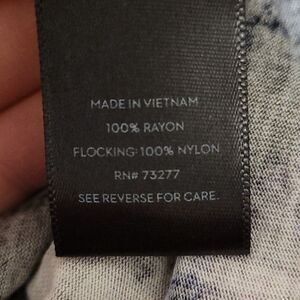 MADE IN VIETNAM
100% RAYON
FLOCKING: 100% NYLON
RN# 73277
SEE REVERSE FOR CARE.